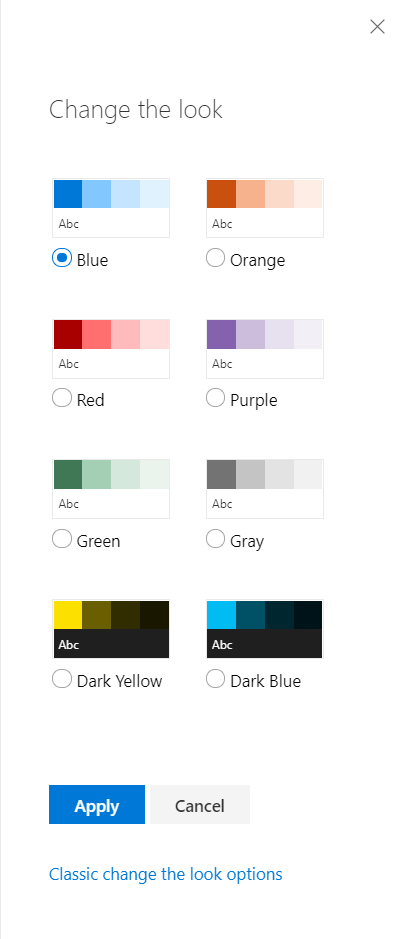 Change the look
Abc Abc
Blue Orange
Abc Abc
Red Purple
Abc Abc
Green Gray
Abc Abc
Dark Yellow Dark Blue
Apply Cancel
Classic change the look options